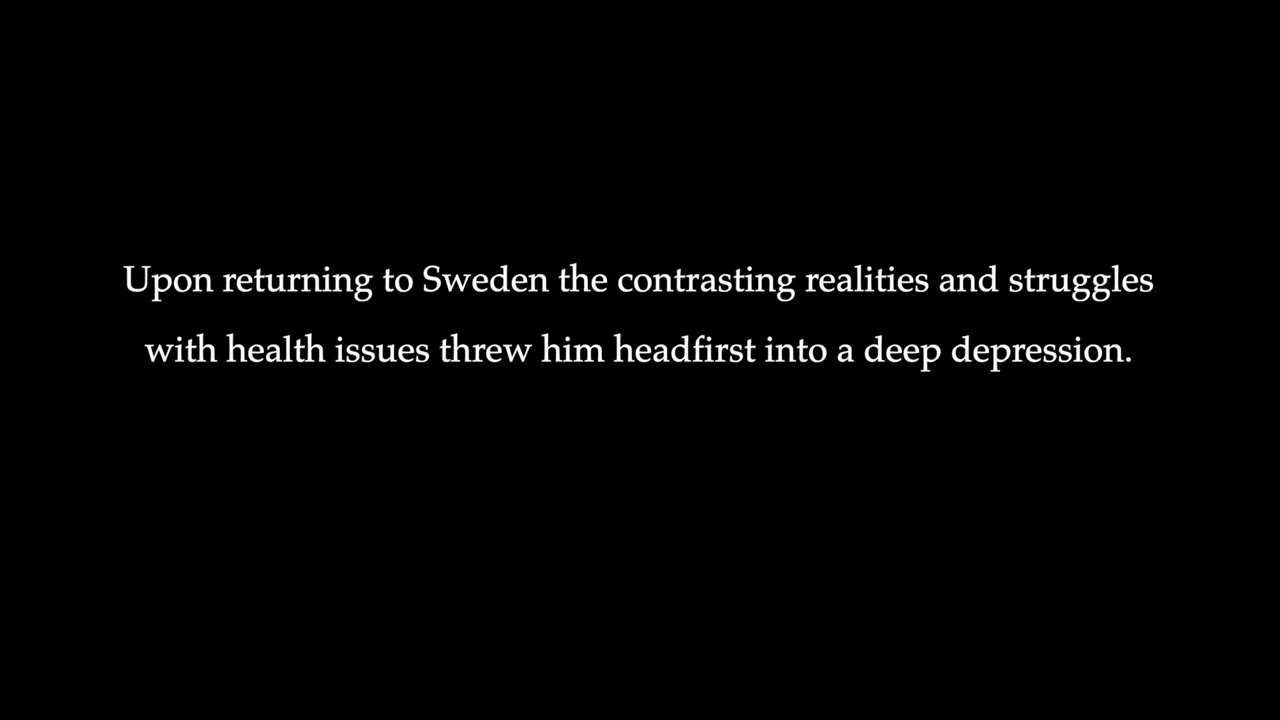 Upon returning to Sweden the contrasting realities and struggles
with health issues threw him headfirst into a deep depression.